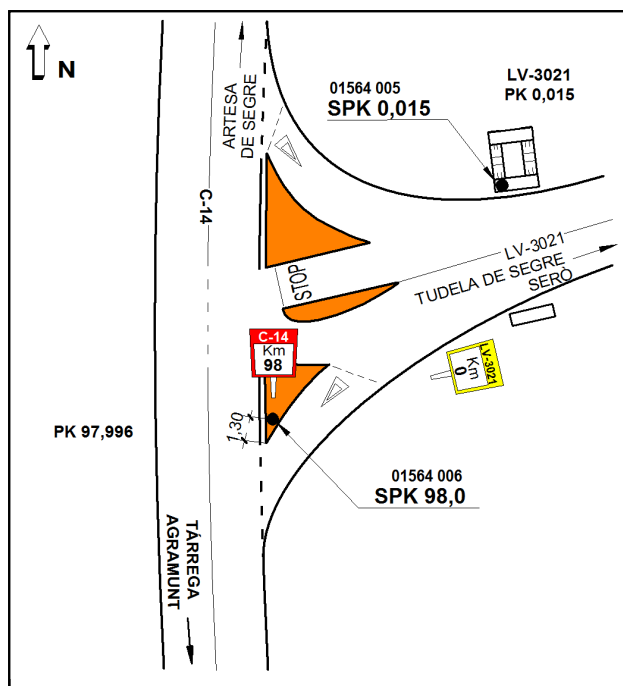 N
ARTESA
DE SEGRE
C-14
01564 005
SPK 0,015
LV-3021
PK 0,015
STOP
LV-3021
TUDELA DE SEGRE
SERÒ
C-14
Km
98
LV-3021
Km
0
1,30
PK 97,996
01564 006
SPK 98,0
TÁRREGA
AGRAMUNT